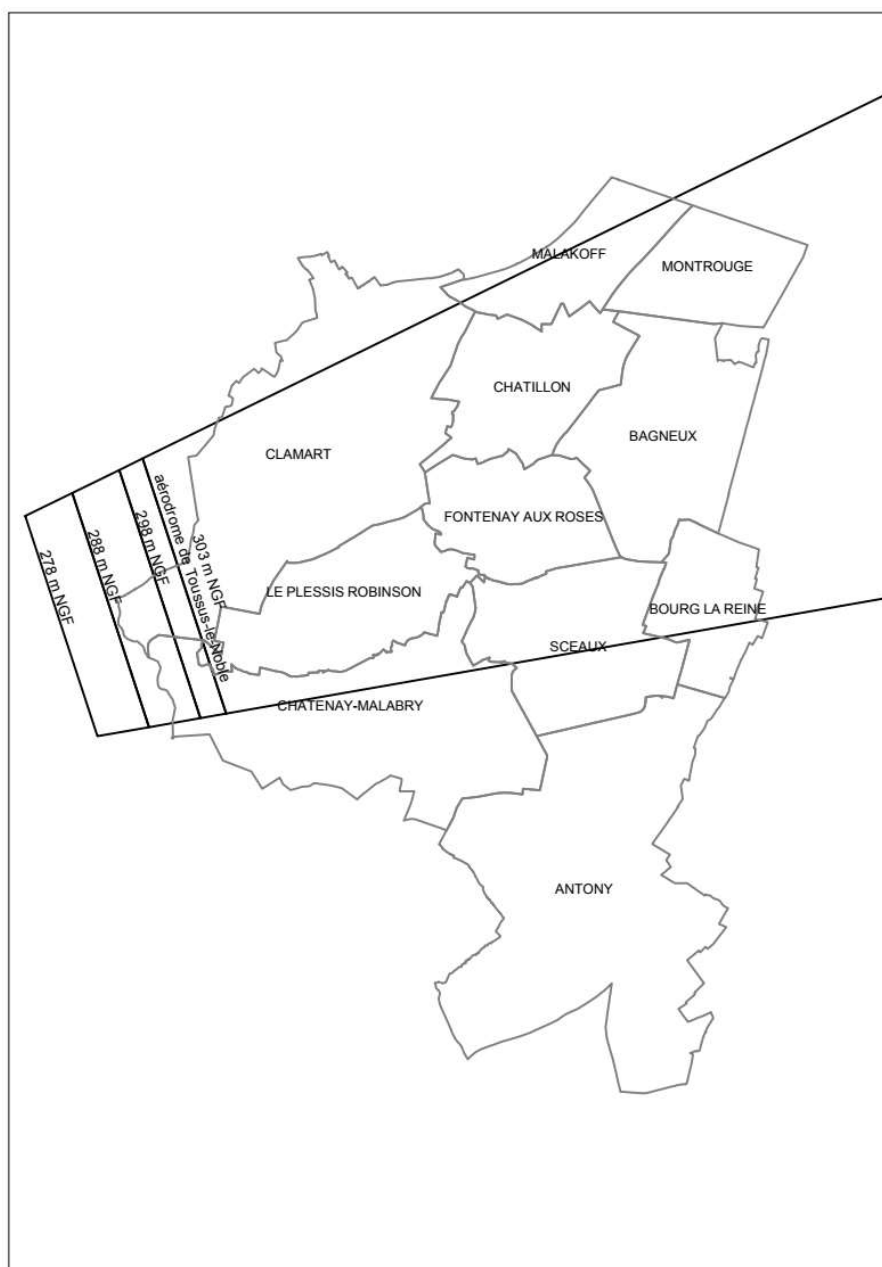 MALAKOFF
MONTROUGE
CHATILLON
BAGNEUX
CLAMART
FONTENAY AUX ROSES
LE PLESSIS ROBINSON
BOURG LA REINE
SCEAUX
CHATENAY-MALABRY
ANTONY
278 m NGF
288 m NGF
298 m NGF
303 m NGF
aérodrome de Toussus-le-Noble